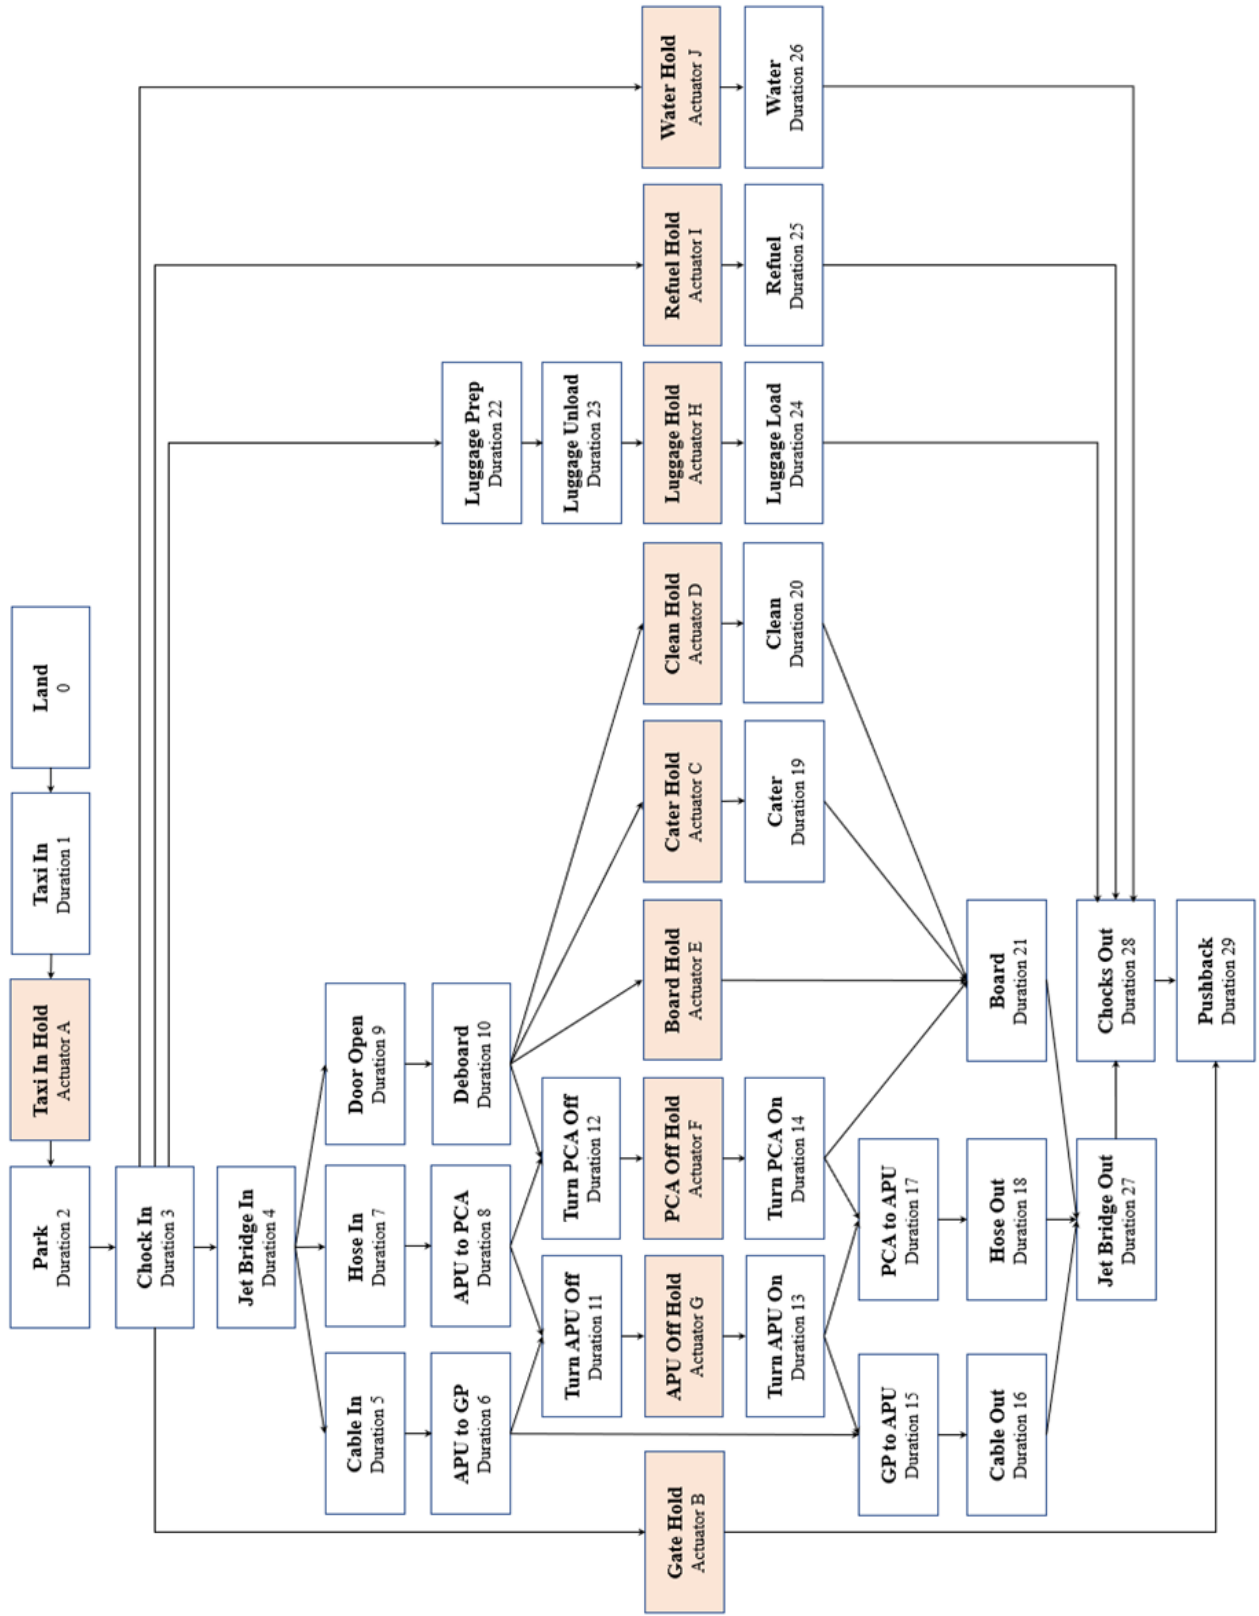 Land
0
Taxi In
Duration 1
Taxi In Hold
Actuator A
Park
Duration 2
Chock In
Duration 3
Jet Bridge In
Duration 4
Cable In
Duration 5
Hose In
Duration 7
Door Open
Duration 9
APU to GP
Duration 6
APU to PCA
Duration 8
Deboard
Duration 10
Luggage Prep
Duration 22
Turn APU Off
Duration 11
Turn PCA Off
Duration 12
Luggage Unload
Duration 23
Gate Hold
Actuator B
APU Off Hold
Actuator G
PCA Off Hold
Actuator F
Board Hold
Actuator E
Cater Hold
Actuator C
Clean Hold
Actuator D
Luggage Hold
Actuator H
Refuel Hold
Actuator I
Water Hold
Actuator J
Turn APU On
Duration 13
Turn PCA On
Duration 14
Cater
Duration 19
Clean
Duration 20
Luggage Load
Duration 24
Refuel
Duration 25
Water
Duration 26
GP to APU
Duration 15
PCA to APU
Duration 17
Cable Out
Duration 16
Hose Out
Duration 18
Board
Duration 21
Jet Bridge Out
Duration 27
Chocks Out
Duration 28
Pushback
Duration 29